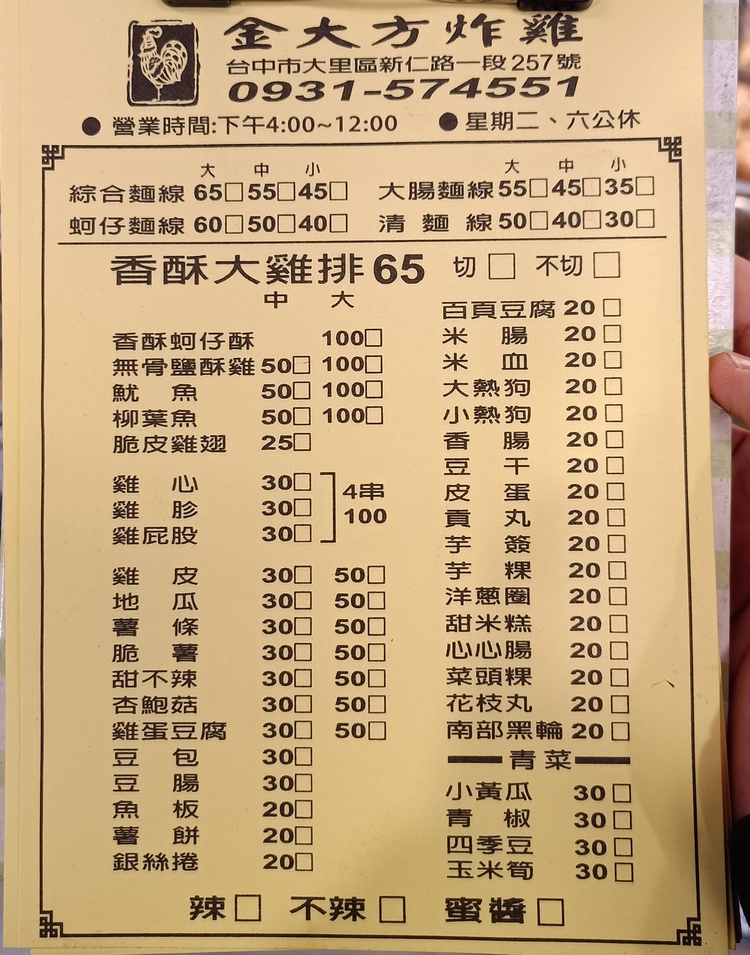 金大方炸雞
台中市大里區新仁路一段257號
0931-574551
●營業時間:下午4:00~12:00 ●星期二、六公休
大 中 小 大 中 小
綜合麵線 65□55□45□ 大腸麵線 55□45□35□
蚵仔麵線 60□50□40□ 清麵線 50□40□30□
香酥大雞排65 切□ 不切□
中 大
香酥蚵仔酥 100□
無骨鹽酥雞 50□ 100□
魷魚 50□ 100□
柳葉魚 50□ 100□
脆皮雞翅 25□
雞心 30□
雞胗 30□
雞屁股 30□
4串
100
雞皮 30□ 50□
地瓜 30□ 50□
薯條 30□ 50□
脆薯 30□ 50□
甜不辣 30□ 50□
杏鮑菇 30□ 50□
雞蛋豆腐 30□ 50□
豆包 30□
豆腸 30□
魚板 20□
薯餅 20□
銀絲捲 20□
百頁豆腐 20□
米腸 20□
米血 20□
大熱狗 20□
小熱狗 20□
香腸 20□
豆干 20□
皮蛋 20□
貢丸 20□
芋簽 20□
芋粿 20□
洋蔥圈 20□
甜米糕 20□
心心腸 20□
菜頭粿 20□
花枝丸 20□
南部黑輪 20□
青菜
小黃瓜 30□
青椒 30□
四季豆 30□
玉米筍 30□
辣□ 不辣□ 蜜醬□